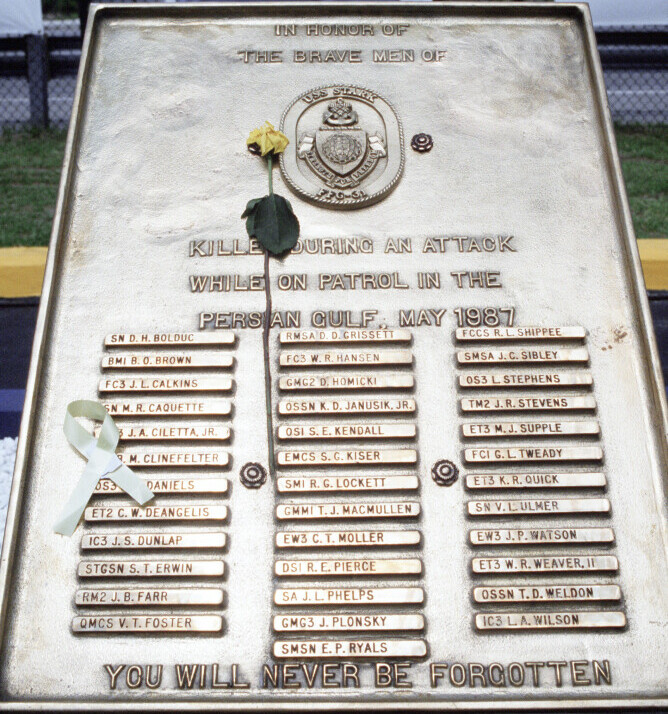 IN HONOR OF
THE BRAVE MEN OF
USS STARK
FFG-31
KILLED DURING AN ATTACK
WHILE ON PATROL IN THE
PERSIAN GULF, MAY 1987
SN D. H. BOLDUC
BM1 B. O. BROWN
FC3 J. L. CALKINS
SN M. R. CAQUETTE
J. A. CILETTA, JR.
R. M. CLINEFELTER
OS3 DANIELS
ET2 C. W. DEANGELIS
IC3 J. S. DUNLAP
STGSN S. T. ERWIN
RM2 J. B. FARR
QMCS V. T. FOSTER
RMSA D. D. GRISSETT
FC3 W. R. HANSEN
GMG2 D. HOMICKI
OSSN K. D. JANUSIK, JR.
OS1 S. E. KENDALL
EMCS S. G. KISER
SM1 R. G. LOCKETT
GMM1 T. J. MACMULLEN
EW3 C. T. MOLLER
DS1 R. E. PIERCE
SA J. L. PHELPS
GMG3 J. PLONSKY
SMSN E. P. RYALS
FCCS R. L. SHIPPEE
SMSA J. C. SIBLEY
OS3 L. STEPHENS
TM2 J. R. STEVENS
ET3 M. J. SUPPLE
FC1 G. L. TWEADY
ET3 K. R. QUICK
SN V. L. ULMER
EW3 J. P. WATSON
ET3 W. R. WEAVER, II
OSSN T. D. WELDON
IC3 L. A. WILSON
YOU WILL NEVER BE FORGOTTEN